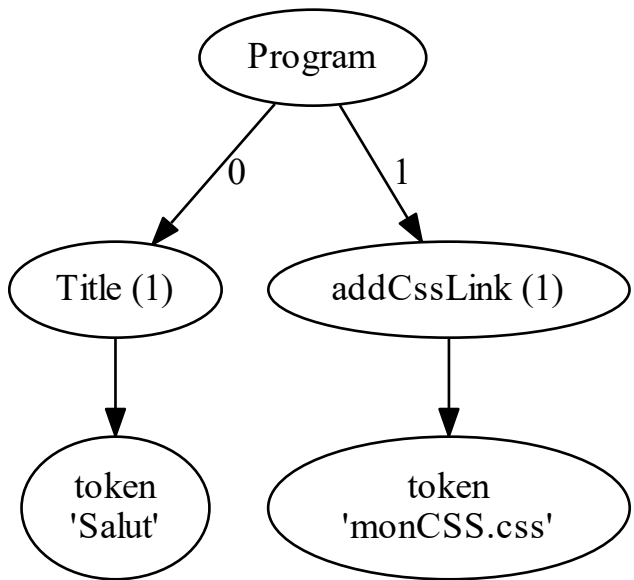 Program
0
1
Title (1)
addCssLink (1)
token
'Salut'
token
'monCSS.css'